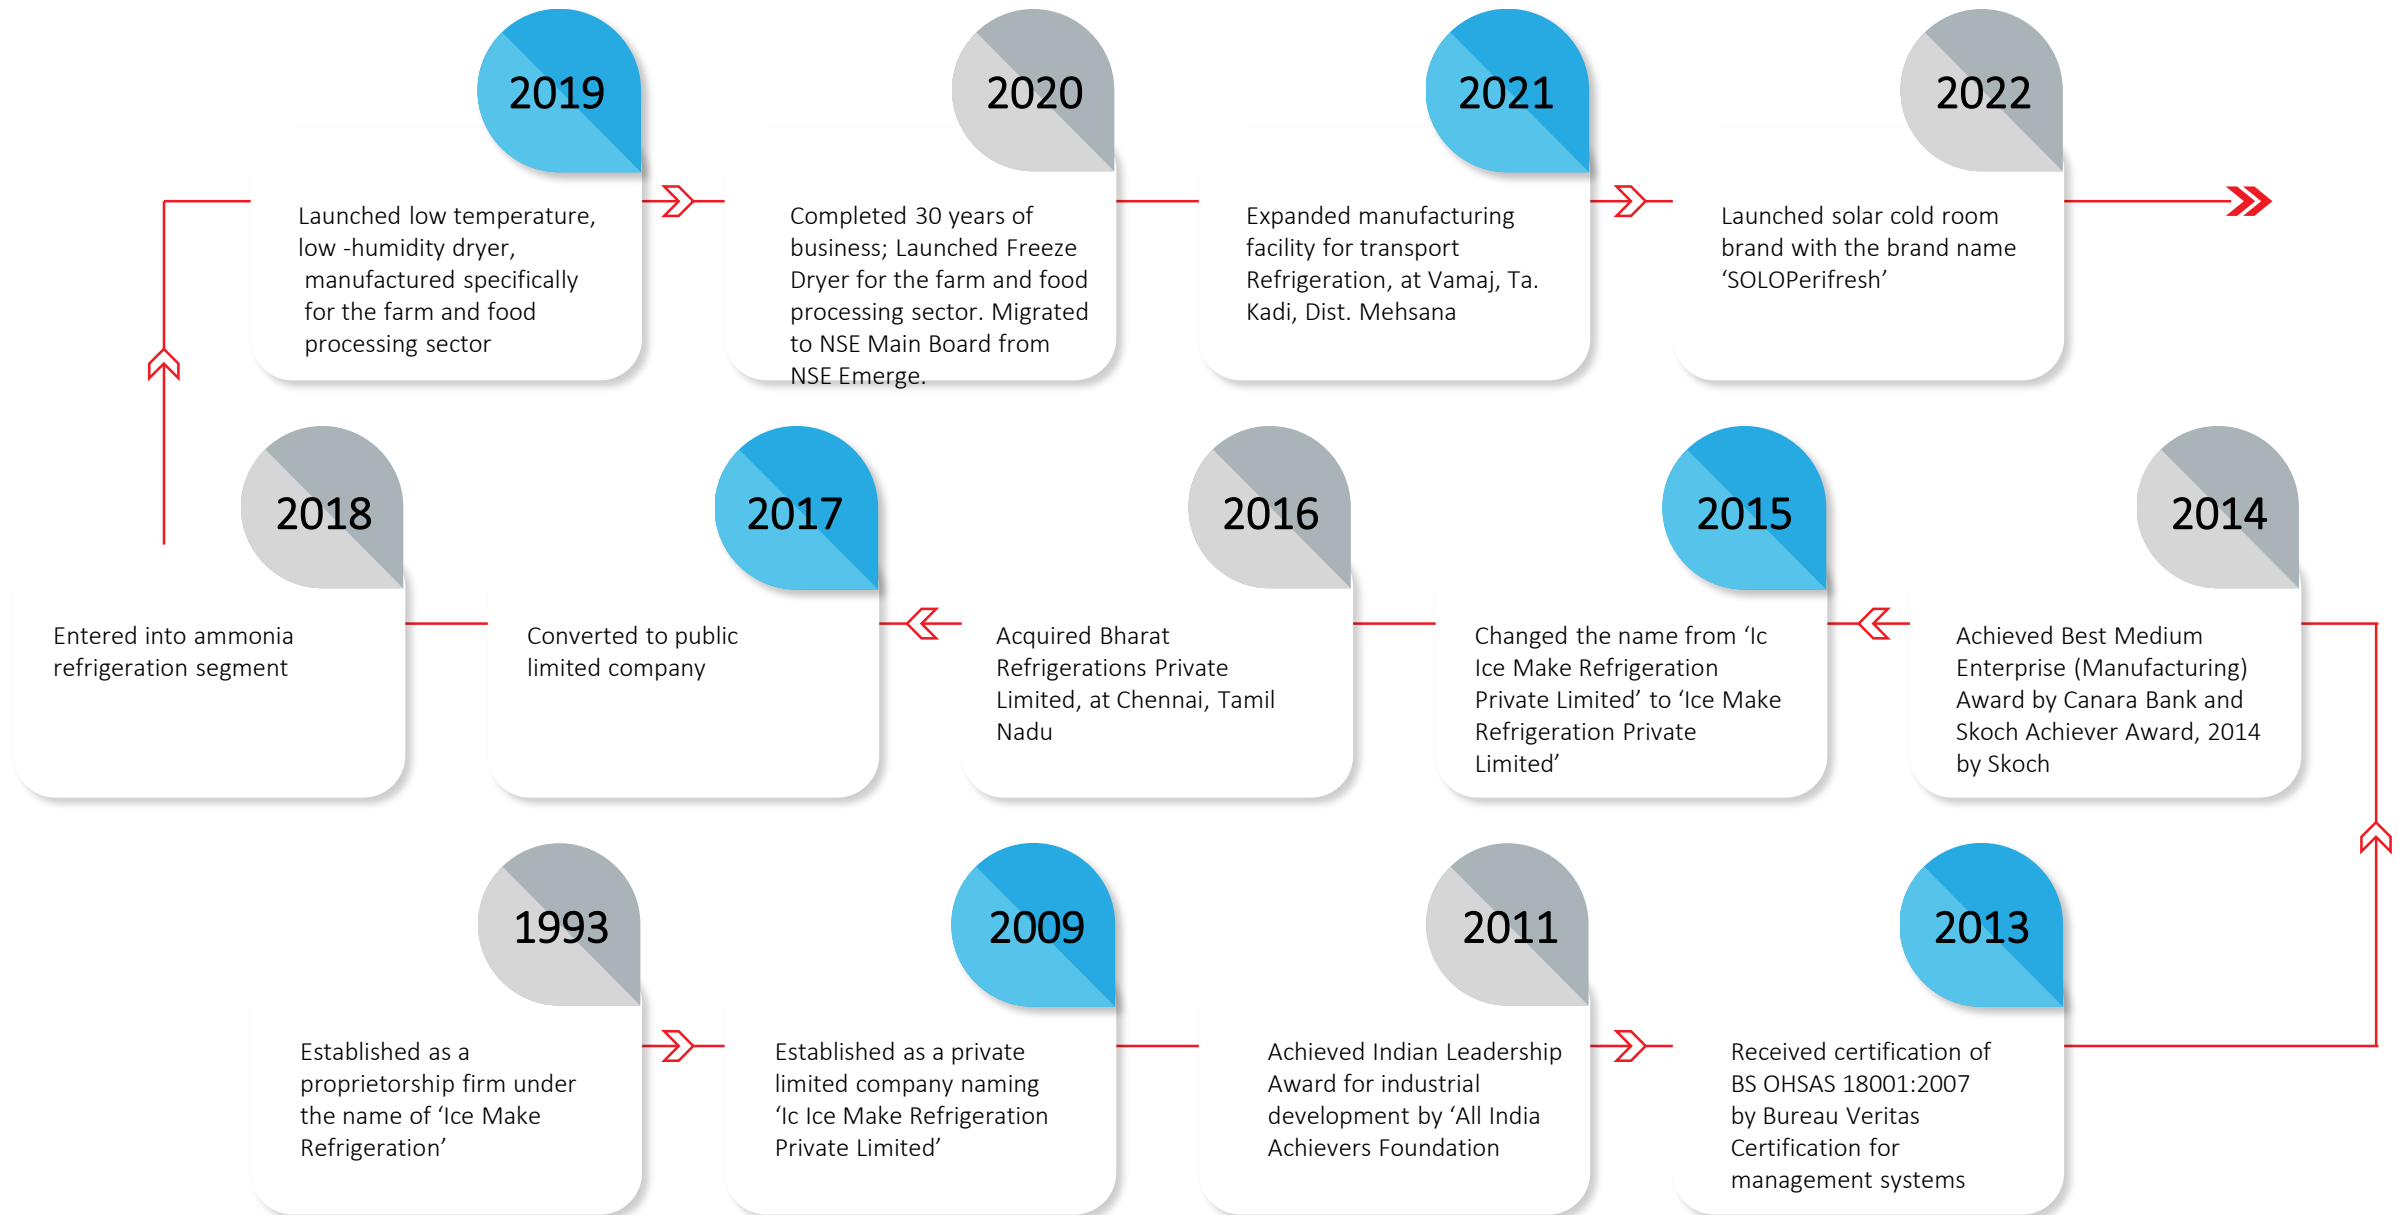 2019
Launched low temperature,
low -humidity dryer,
manufactured specifically
for the farm and food
processing sector
2020
Completed 30 years of
business; Launched Freeze
Dryer for the farm and food
processing sector. Migrated
to NSE Main Board from
NSE Emerge.
2021
Expanded manufacturing
facility for transport
Refrigeration, at Vamaj, Ta.
Kadi, Dist. Mehsana
2022
Launched solar cold room
brand with the brand name
‘SOLOPerifresh’
2018
Entered into ammonia
refrigeration segment
2017
Converted to public
limited company
2016
Acquired Bharat
Refrigerations Private
Limited, at Chennai, Tamil
Nadu
2015
Changed the name from ‘Ic
Ice Make Refrigeration
Private Limited’ to ‘Ice Make
Refrigeration Private
Limited’
2014
Achieved Best Medium
Enterprise (Manufacturing)
Award by Canara Bank and
Skoch Achiever Award, 2014
by Skoch
1993
Established as a
proprietorship firm under
the name of ‘Ice Make
Refrigeration’
2009
Established as a private
limited company naming
‘Ic Ice Make Refrigeration
Private Limited’
2011
Achieved Indian Leadership
Award for industrial
development by ‘All India
Achievers Foundation
2013
Received certification of
BS OHSAS 18001:2007
by Bureau Veritas
Certification for
management systems